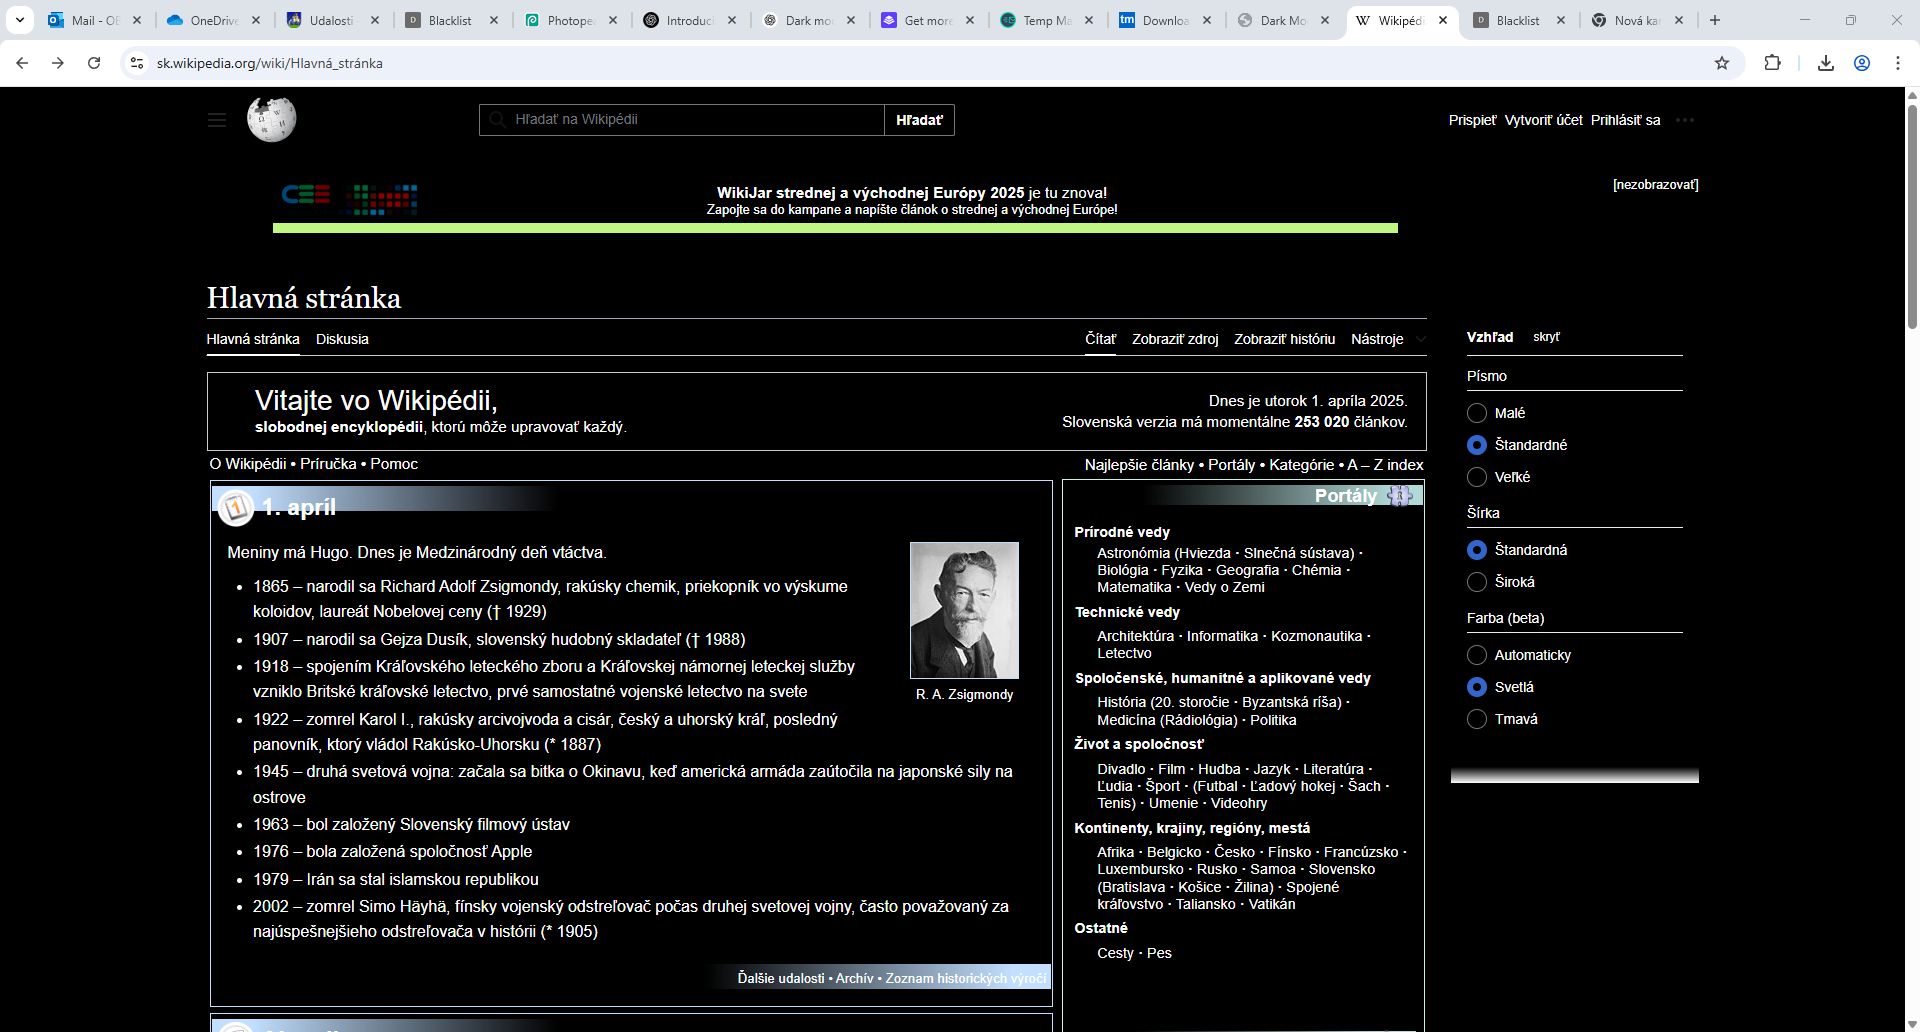 Mail - OE
OneDrive
Udalosti
Blacklist
Photope
Introduc
Dark mo
Get more
Temp Ma
Downloa
Dark Mo
Wikipédi
Blacklist
Nová ka
sk.wikipedia.org/wiki/Hlavná_stránka
Hľadať na Wikipédii
Hľadať
Prispieť Vytvoriť účet Prihlásiť sa
CEE
WikiJar strednej a východnej Európy 2025 je tu znova!
Zapojte sa do kampane a napíšte článok o strednej a východnej Európe!
[nezobrazovať]
Hlavná stránka
Hlavná stránka Diskusia
Čítať Zobraziť zdroj Zobraziť históriu Nástroje
Vitajte vo Wikipédii,
slobodnej encyklopédii, ktorú môže upravovať každý.
Dnes je utorok 1. apríla 2025.
Slovenská verzia má momentálne 253 020 článkov.
O Wikipédii • Príručka • Pomoc
Najlepšie články • Portály • Kategórie • A – Z index
1. apríl
Meniny má Hugo. Dnes je Medzinárodný deň vtáctva.
• 1865 – narodil sa Richard Adolf Zsigmondy, rakúsky chemik, priekopník vo výskume
koloidov, laureát Nobelovej ceny († 1929)
• 1907 – narodil sa Gejza Dusík, slovenský hudobný skladateľ († 1988)
• 1918 – spojením Kráľovského leteckého zboru a Kráľovskej námornej leteckej služby
vzniklo Britské kráľovské letectvo, prvé samostatné vojenské letectvo na svete
• 1922 – zomrel Karol I., rakúsky arcivojvoda a cisár, český a uhorský kráľ, posledný
panovník, ktorý vládol Rakúsko-Uhorsku (* 1887)
• 1945 – druhá svetová vojna: začala sa bitka o Okinavu, keď americká armáda zaútočila na japonské sily na
ostrove
• 1963 – bol založený Slovenský filmový ústav
• 1976 – bola založená spoločnosť Apple
• 1979 – Irán sa stal islamskou republikou
• 2002 – zomrel Simo Häyhä, fínsky vojenský odstreľovač počas druhej svetovej vojny, často považovaný za
najúspešnejšieho odstreľovača v histórii (* 1905)
R. A. Zsigmondy
Ďalšie udalosti • Archív • Zoznam historických výročí
Portály
Prírodné vedy
Astronómia (Hviezda · Slnečná sústava) ·
Biológia · Fyzika · Geografia · Chémia ·
Matematika · Vedy o Zemi
Technické vedy
Architektúra · Informatika · Kozmonautika ·
Letectvo
Spoločenské, humanitné a aplikované vedy
História (20. storočie · Byzantská ríša) ·
Medicína (Rádiológia) · Politika
Život a spoločnosť
Divadlo · Film · Hudba · Jazyk · Literatúra ·
Ľudia · Šport · (Futbal · Ľadový hokej · Šach ·
Tenis) · Umenie · Videohry
Kontinenty, krajiny, regióny, mestá
Afrika · Belgicko · Česko · Fínsko · Francúzsko ·
Luxembursko · Rusko · Samoa · Slovensko
(Bratislava · Košice · Žilina) · Spojené
kráľovstvo · Taliansko · Vatikán
Ostatné
Cesty · Pes
Vzhľad skryť
Písmo
Malé
Štandardné
Veľké
Šírka
Štandardná
Široká
Farba (beta)
Automaticky
Svetlá
Tmavá